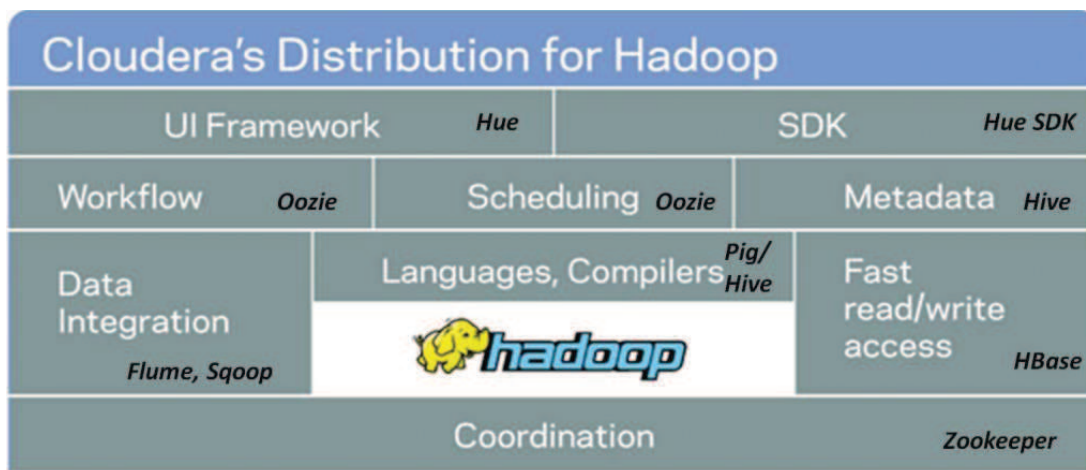 Cloudera's Distribution for Hadoop
UI Framework Hue
SDK Hue SDK
Workflow Oozie
Scheduling Oozie
Metadata Hive
Data
Integration
Flume, Sqoop
Languages, Compilers Pig/
Hive
hadoop
Fast
read/write
access
HBase
Coordination Zookeeper